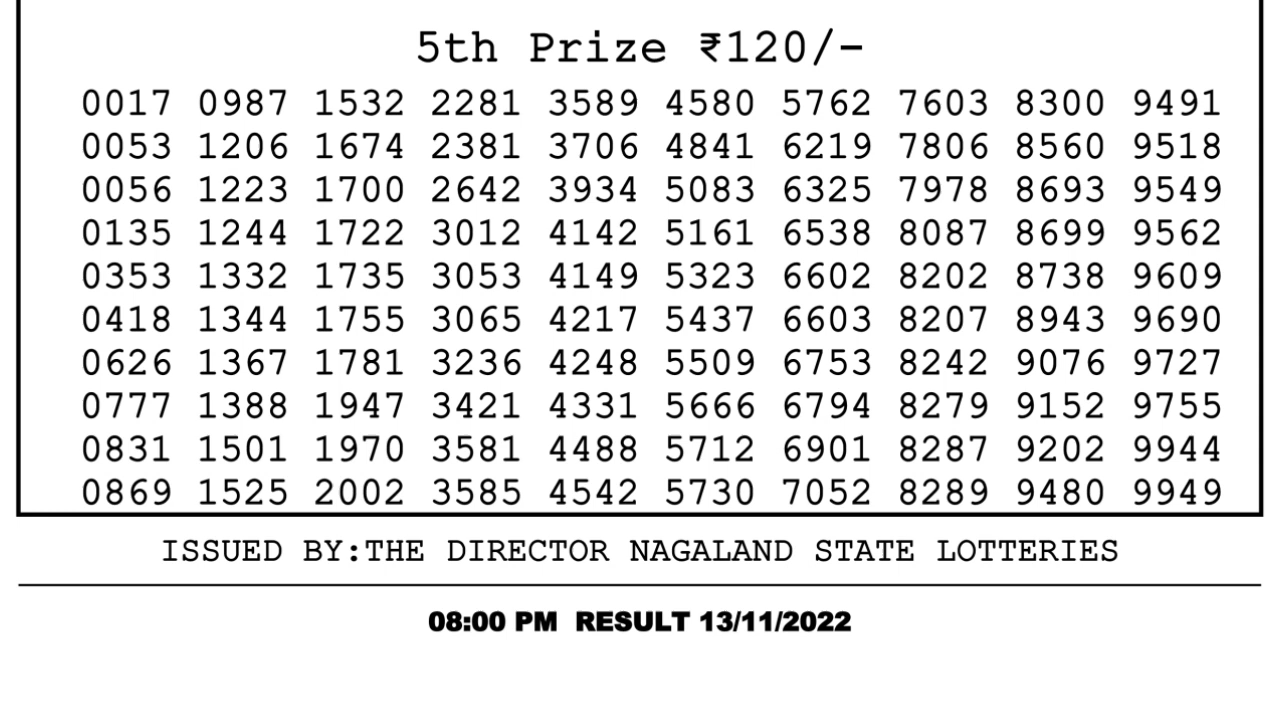 5th Prize ₹120/-
0017 0987 1532 2281 3589 4580 5762 7603 8300 9491
0053 1206 1674 2381 3706 4841 6219 7806 8560 9518
0056 1223 1700 2642 3934 5083 6325 7978 8693 9549
0135 1244 1722 3012 4142 5161 6538 8087 8699 9562
0353 1332 1735 3053 4149 5323 6602 8202 8738 9609
0418 1344 1755 3065 4217 5437 6603 8207 8943 9690
0626 1367 1781 3236 4248 5509 6753 8242 9076 9727
0777 1388 1947 3421 4331 5666 6794 8279 9152 9755
0831 1501 1970 3581 4488 5712 6901 8287 9202 9944
0869 1525 2002 3585 4542 5730 7052 8289 9480 9949
ISSUED BY:THE DIRECTOR NAGALAND STATE LOTTERIES
08:00 PM RESULT 13/11/2022